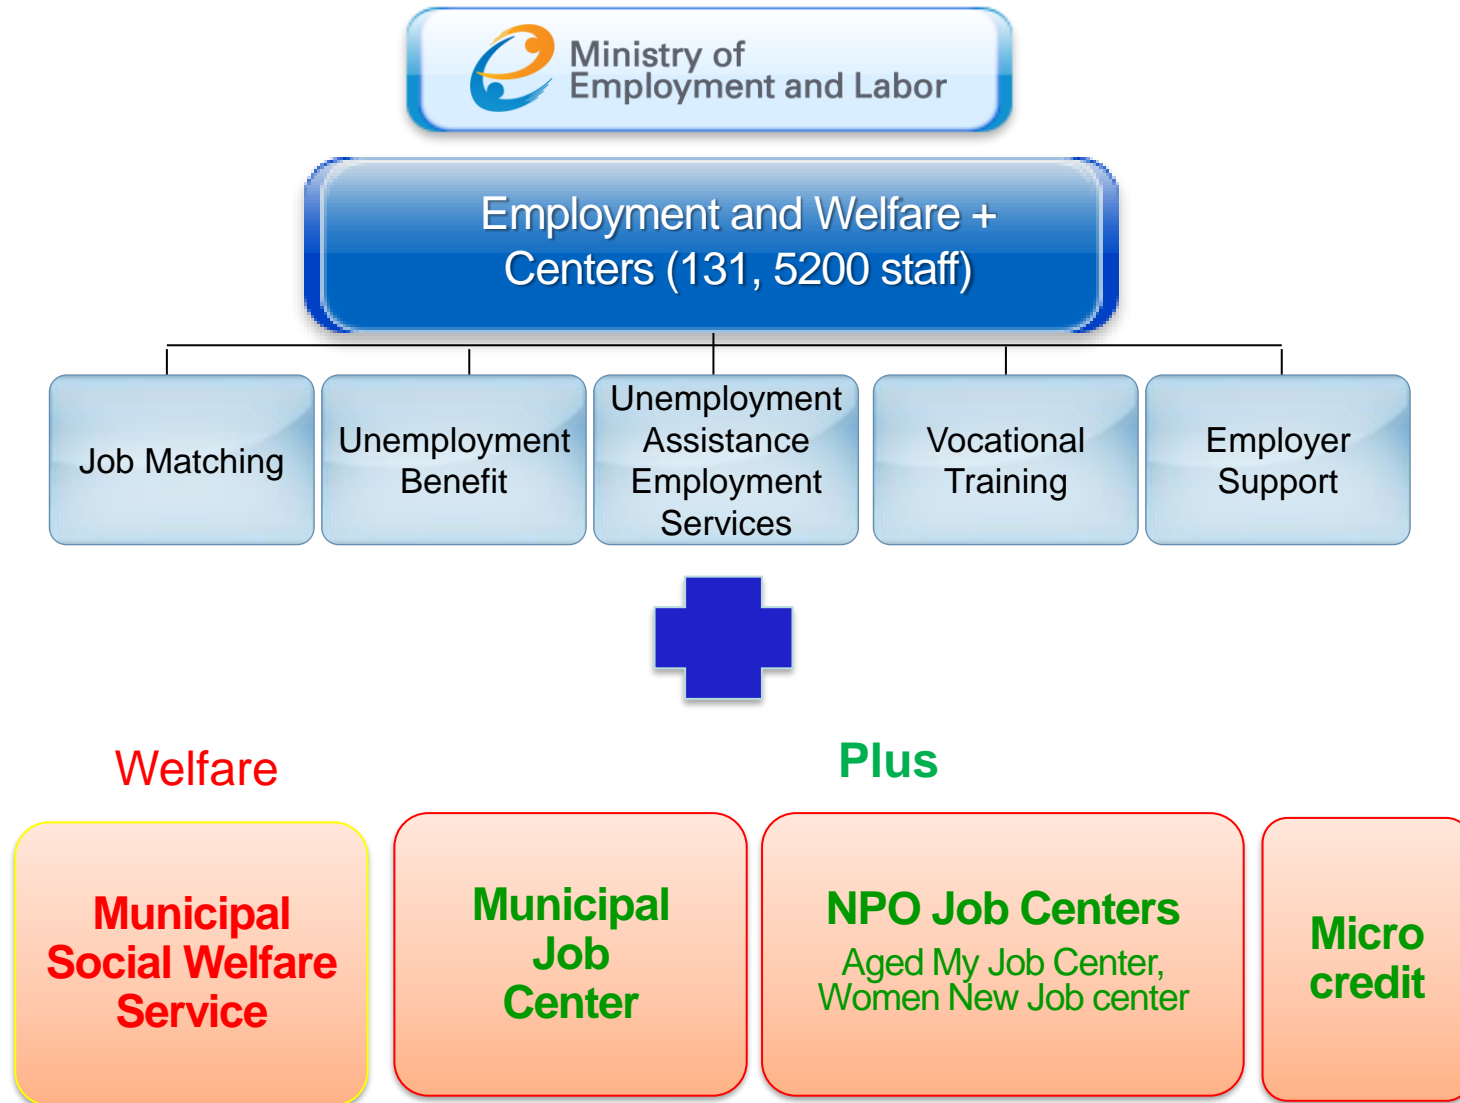 Ministry of
Employment and Labor
Employment and Welfare +
Centers (131, 5200 staff)
Job Matching
Unemployment
Benefit
Unemployment
Assistance
Employment
Services
Vocational
Training
Employer
Support
Welfare
Plus
Municipal
Social Welfare
Service
Municipal
Job
Center
NPO Job Centers
Aged My Job Center,
Women New Job center
Micro
credit